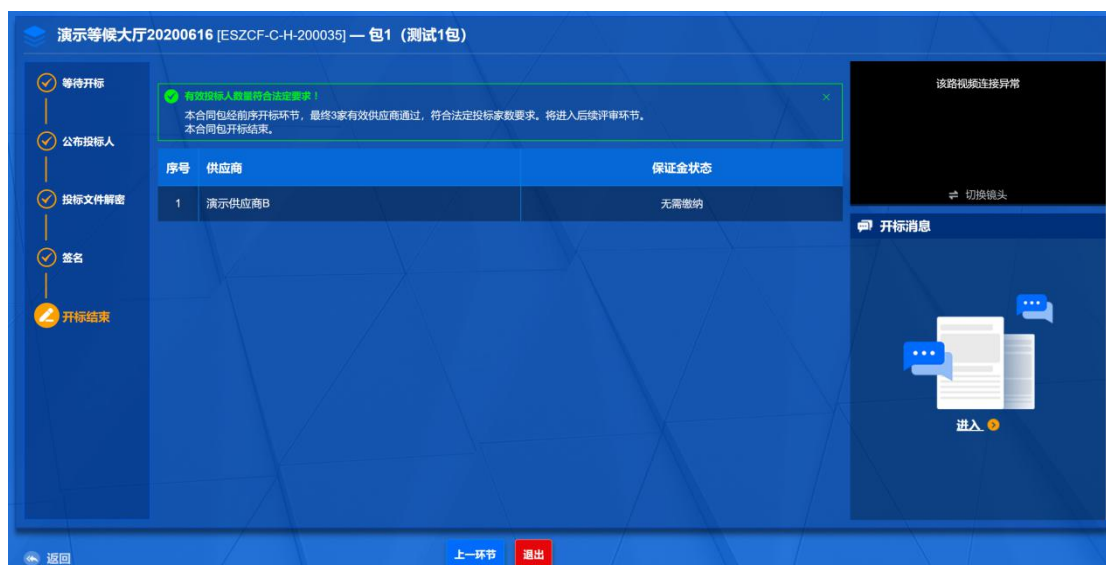 演示等候大厅20200616 [ESZCF-C-H-200035] — 包1（测试1包）
等待开标
公布投标人
投标文件解密
签名
开标结束
有效投标人数量符合法定要求！
本合同包经前序开标环节，最终3家有效供应商通过，符合法定投标家数要求。将进入后续评审环节。
本合同包开标结束。
序号 供应商 保证金状态
1 演示供应商B 无需缴纳
该路视频连接异常
切换镜头
开标消息
进入
返回
上一环节
退出